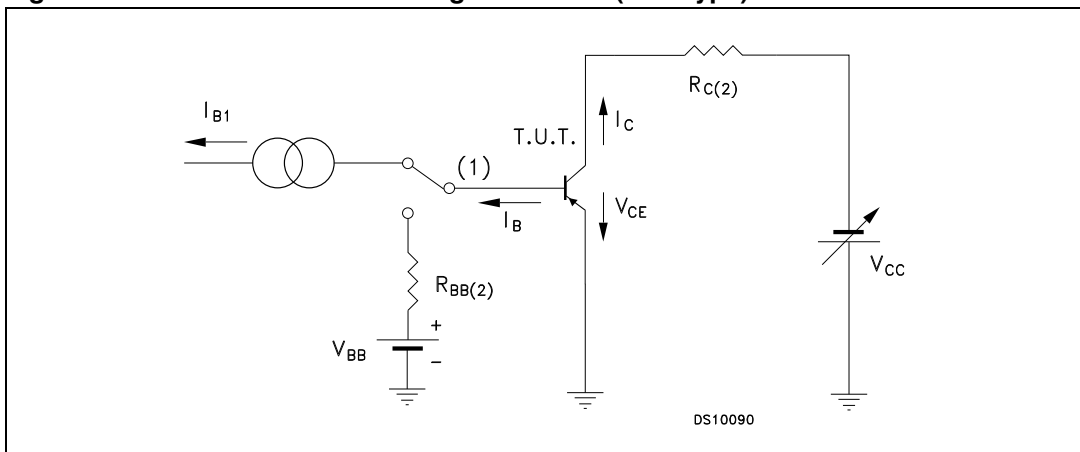 R_C(2)
I_B1
I_C
T.U.T.
(1)
V_CE
I_B
V_CC
R_BB(2)
+
V_BB
-
DS10090